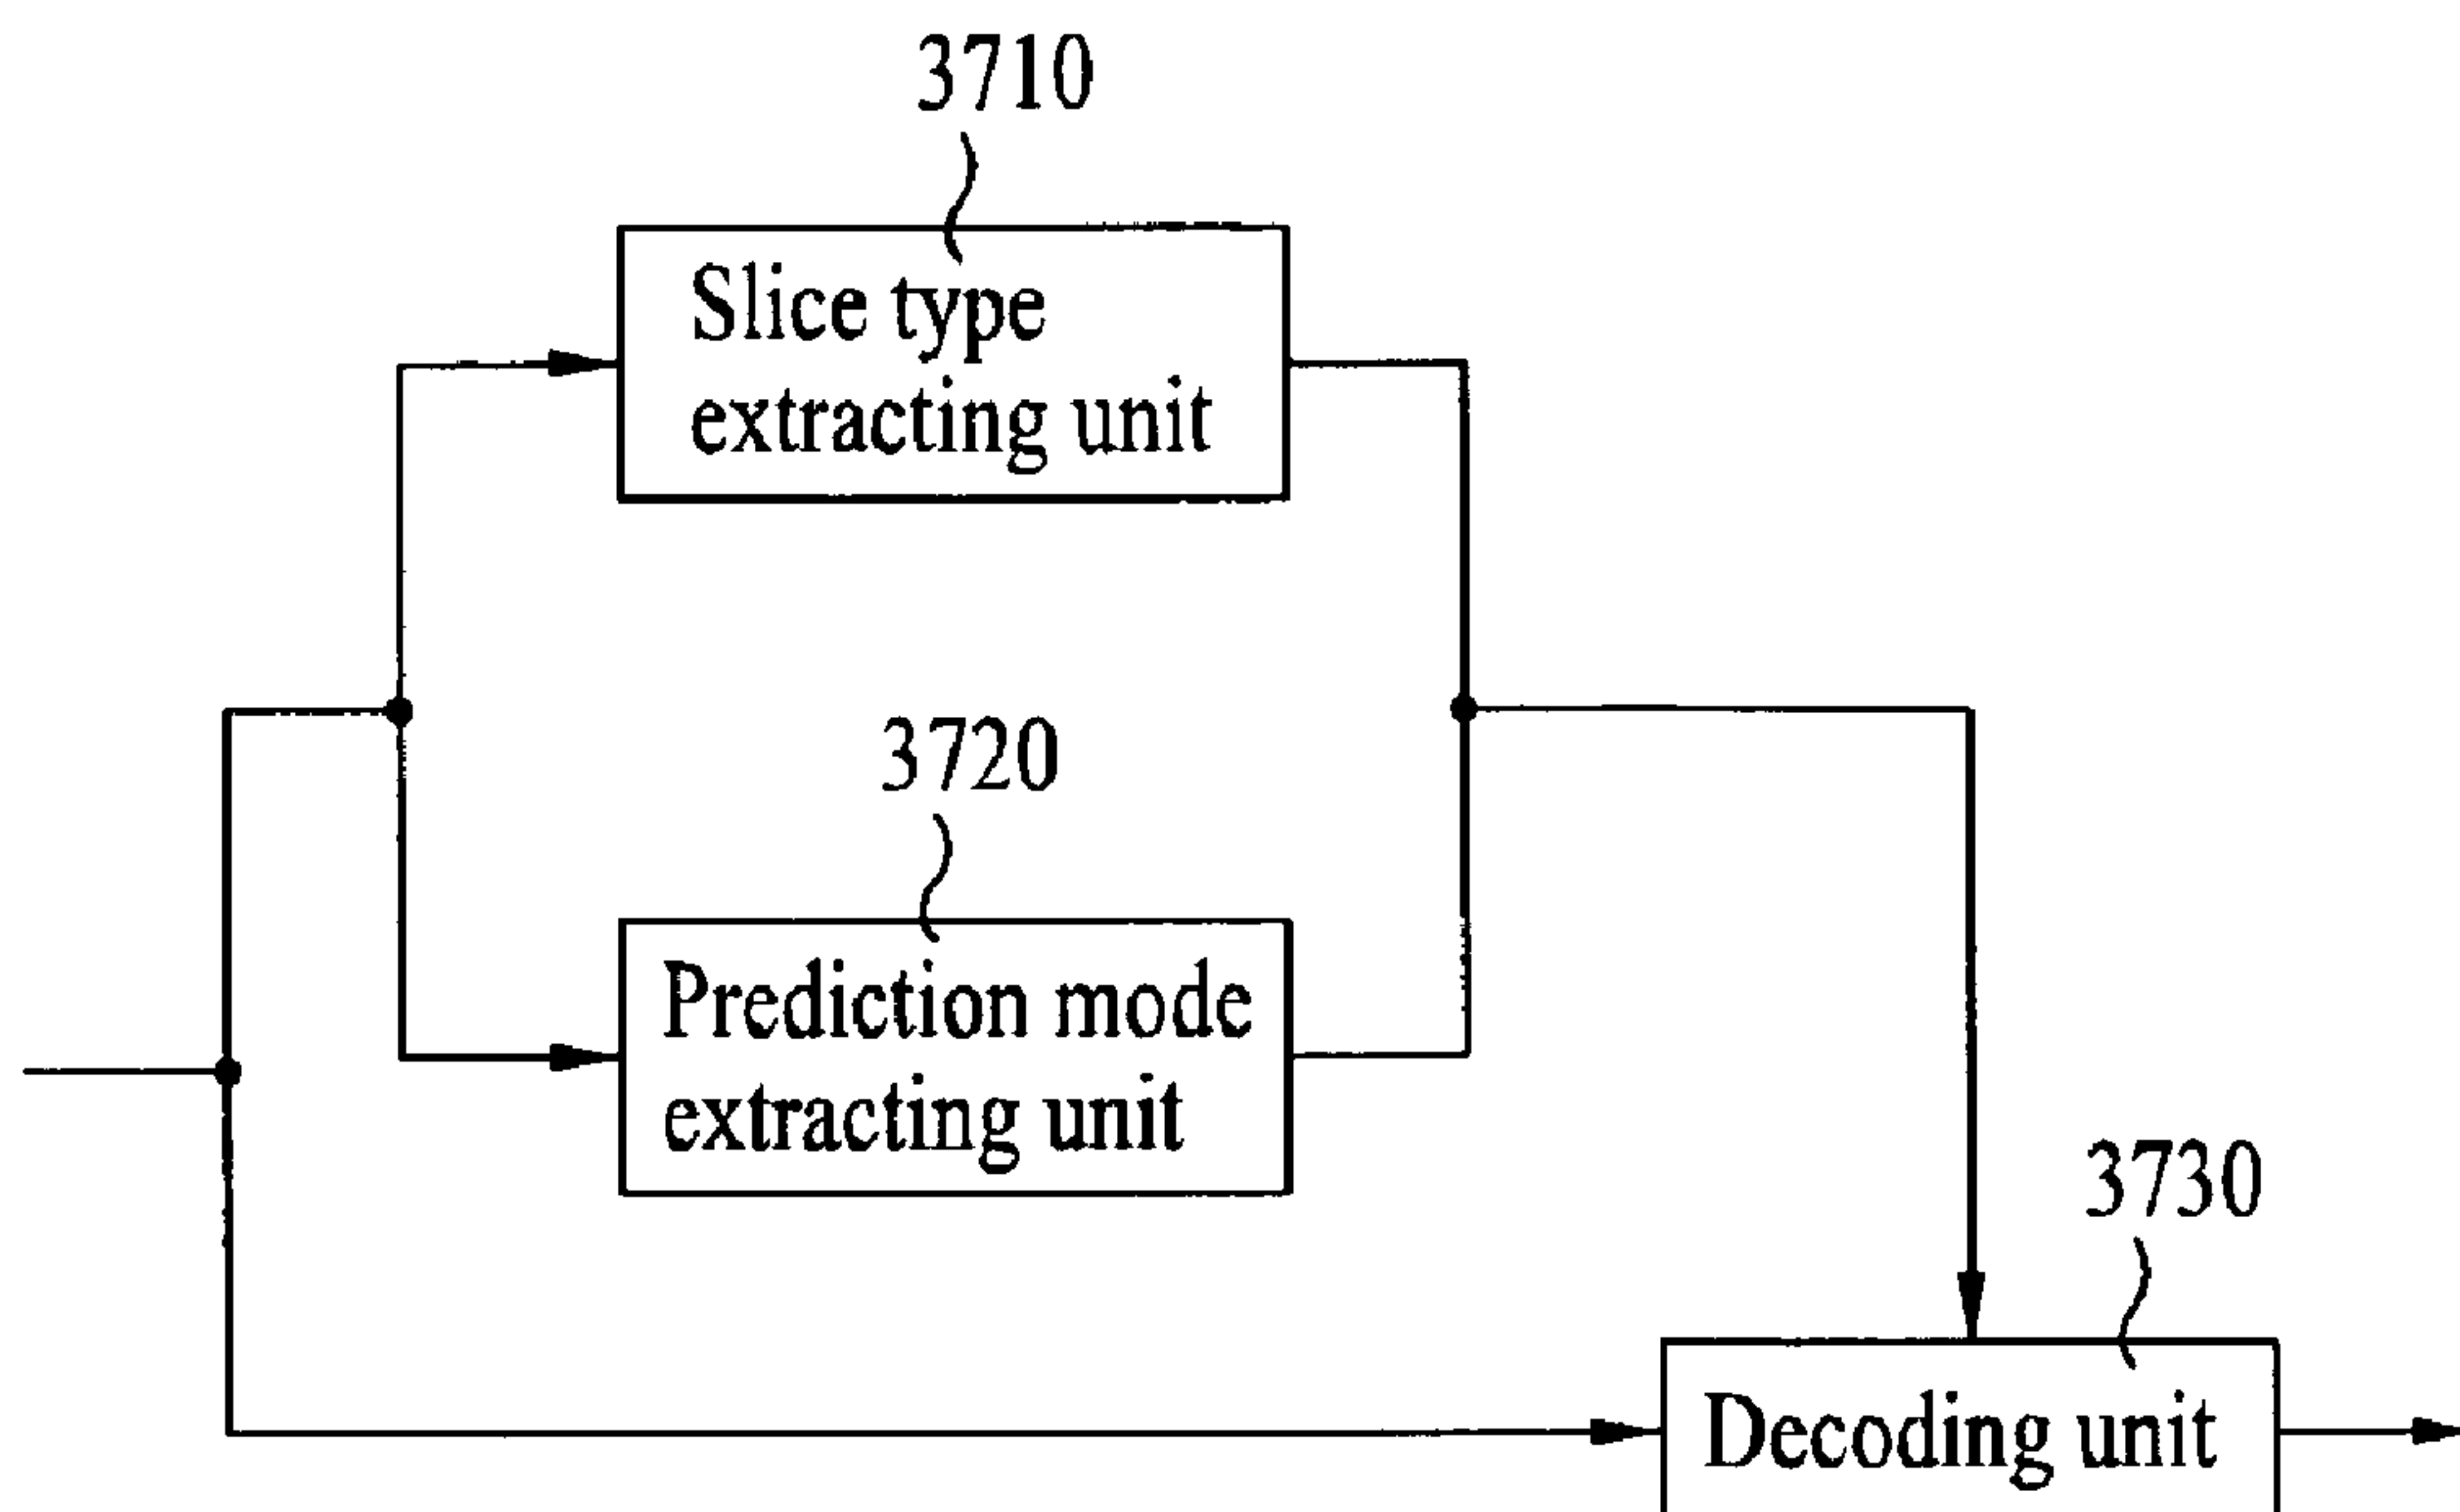 3710
Slice type
extracting unit
3720
Prediction mode
extracting unit
3730
Decoding unit